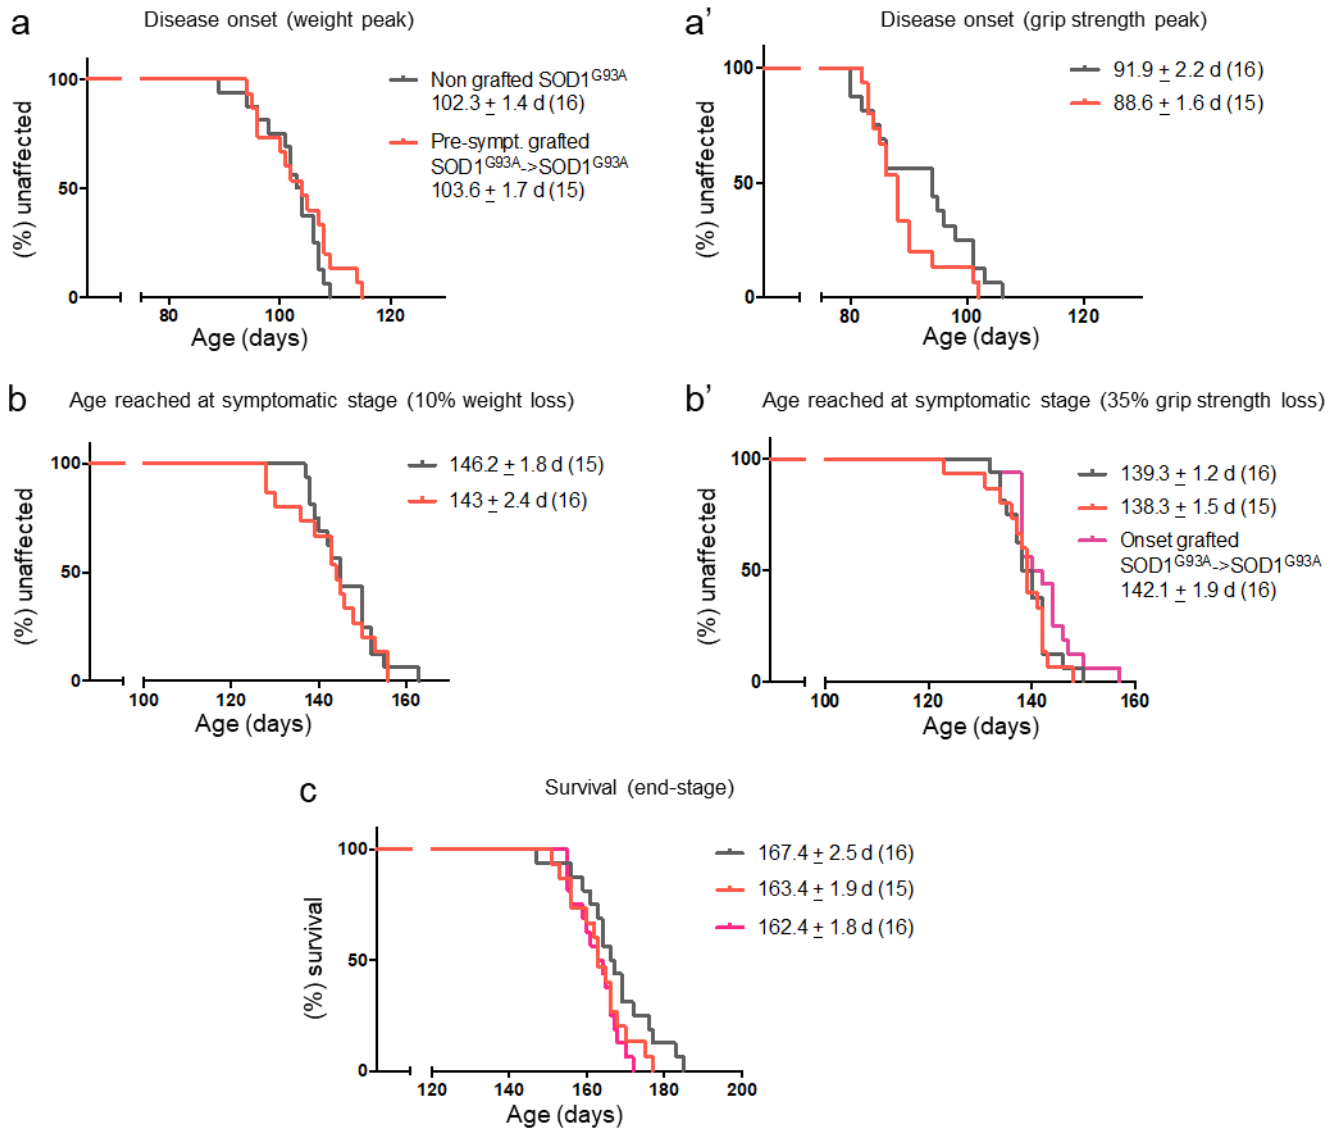 a
Disease onset (weight peak)
100
50
0
(%) unaffected
80
100
120
Age (days)
Non grafted SOD1G93A
102.3 ± 1.4 d (16)
Pre-sympt. grafted
SOD1G93A->SOD1G93A
103.6 ± 1.7 d (15)
a'
Disease onset (grip strength peak)
100
50
0
(%) unaffected
80
100
120
Age (days)
91.9 ± 2.2 d (16)
88.6 ± 1.6 d (15)
b
Age reached at symptomatic stage (10% weight loss)
100
50
0
(%) unaffected
100
120
140
160
Age (days)
146.2 ± 1.8 d (15)
143 ± 2.4 d (16)
b'
Age reached at symptomatic stage (35% grip strength loss)
100
50
0
(%) unaffected
100
120
140
160
Age (days)
139.3 ± 1.2 d (16)
138.3 ± 1.5 d (15)
Onset grafted
SOD1G93A->SOD1G93A
142.1 ± 1.9 d (16)
c
Survival (end-stage)
100
50
0
(%) survival
120
140
160
180
200
Age (days)
167.4 ± 2.5 d (16)
163.4 ± 1.9 d (15)
162.4 ± 1.8 d (16)